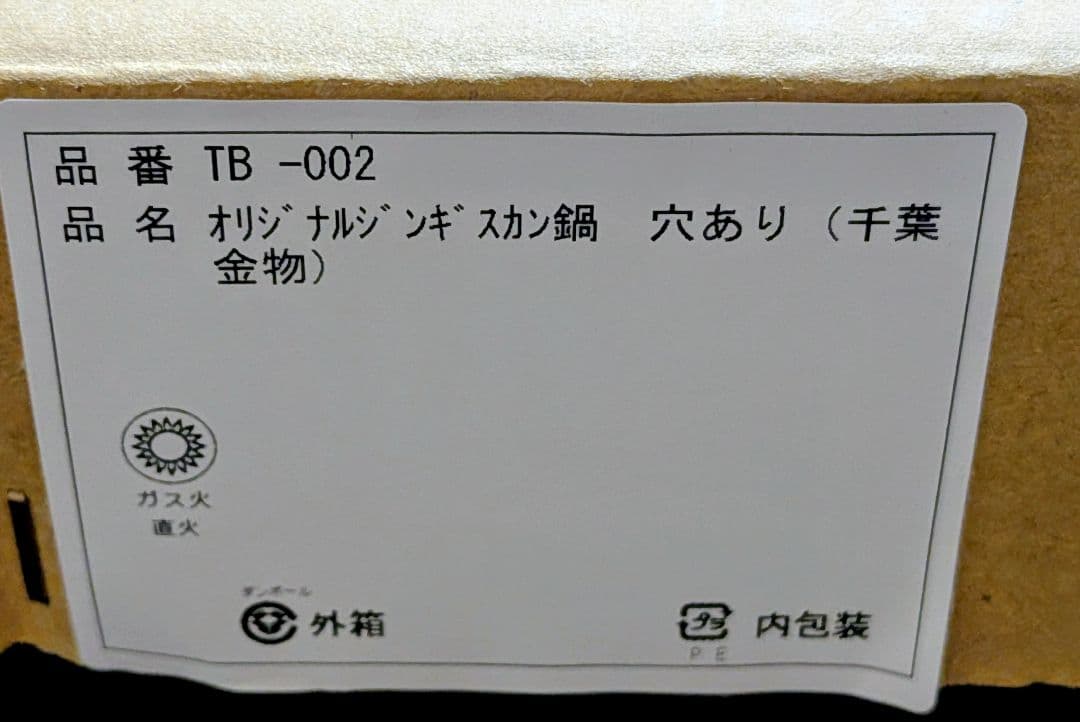 品 番 TB -002
品 名 ｵﾘｼﾞﾅﾙｼﾞﾝｷﾞｽｶﾝ鍋　穴あり（千葉
金物）
ガス火
直火
ダンボール
外箱
プラ 内包装
PE